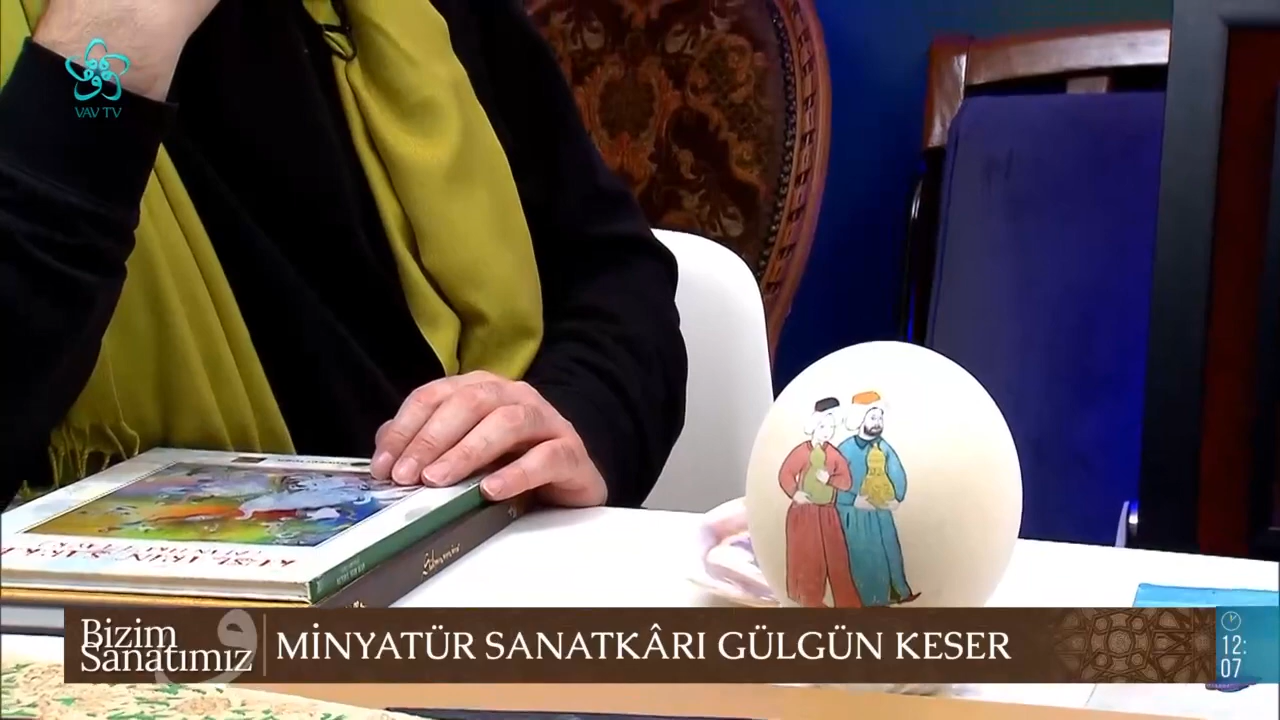 VAV TV
Bizim
Sanatımız
MİNYATÜR SANATKÂRI GÜLGÜN KESER
12:
07